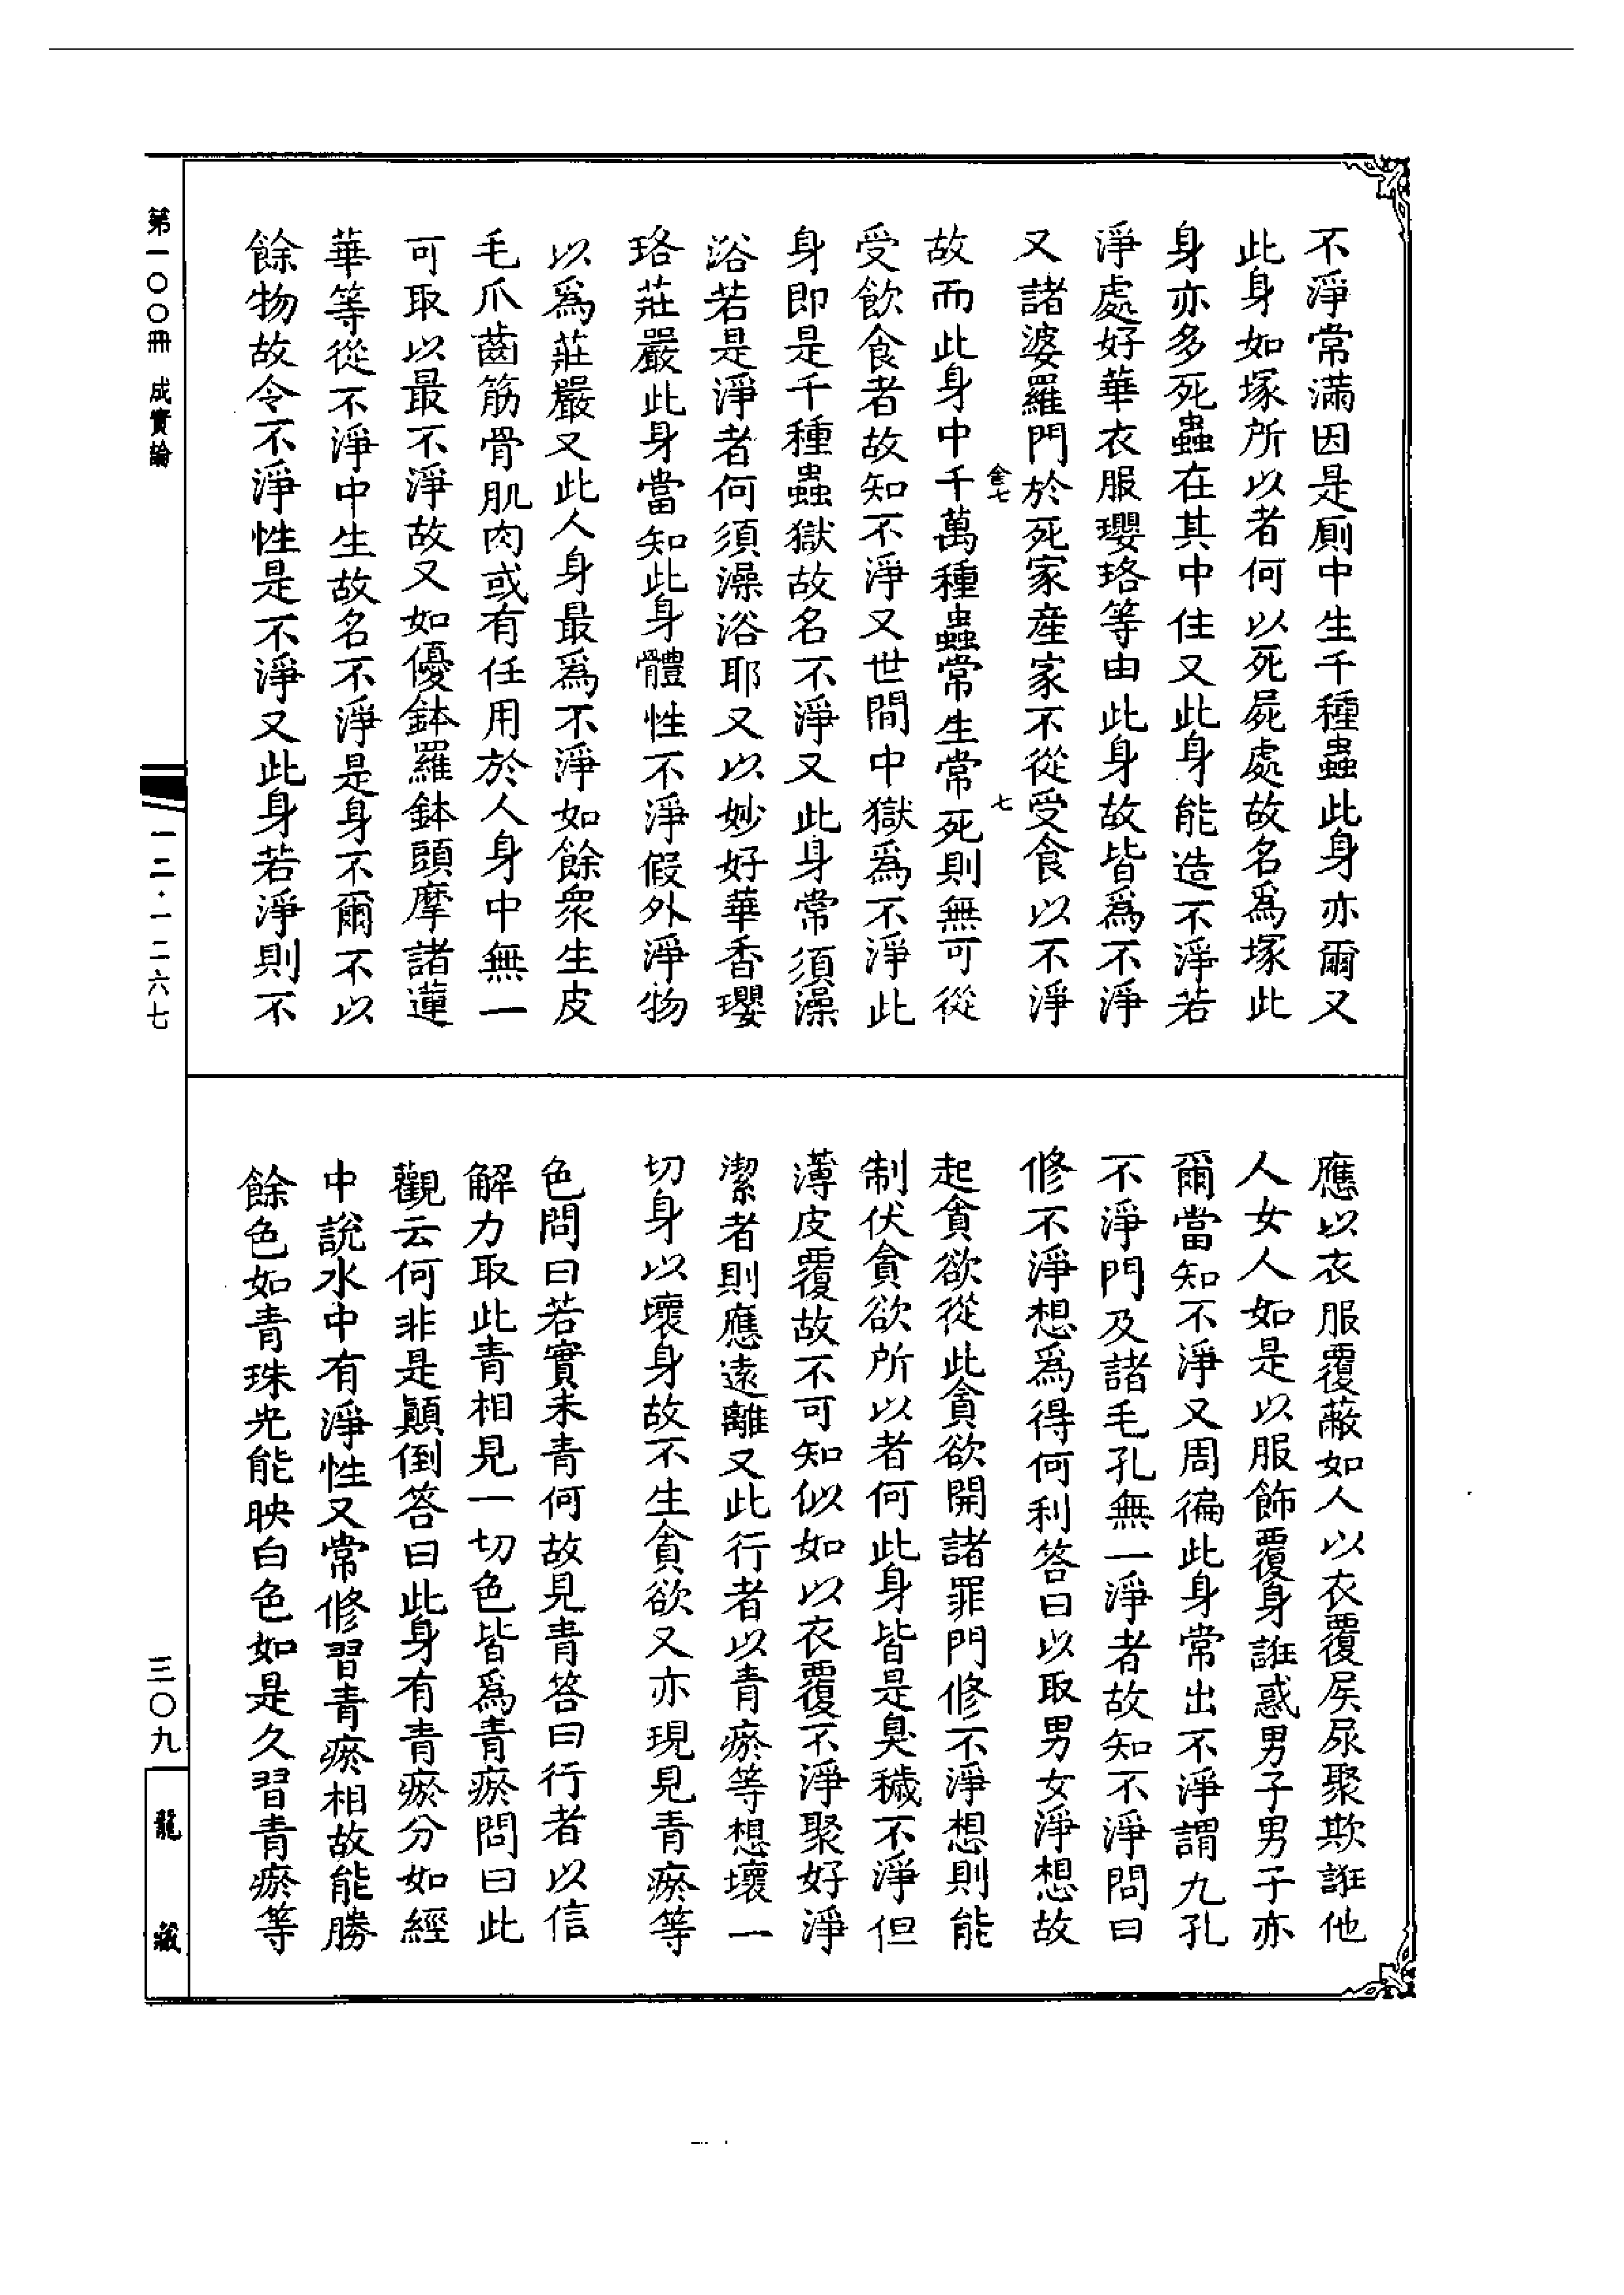 不淨常滿因是厠中生千種蟲此身亦爾又
此身如塚所以者何以死屍處故名爲塚此
身亦多死蟲在其中住又此身能造不淨若
淨處好華衣服瓔珞等由此身故皆爲不淨
又諸婆羅門於死家產家不從受食以不淨
七
故而此身中千萬種蟲常生常死則無可從
受飲食者故知不淨又世間中獄爲不淨此
身即是千種蟲獄故名不淨又此身常須澡
浴若是淨者何須澡浴耶又以妙好華香瓔
珞莊嚴此身當知此身體性不淨假外淨物
以爲莊嚴又此人身最爲不淨如餘衆生皮
毛爪齒筋骨肌肉或有任用於人身中無一
可取以最不淨故又如優鉢羅鉢頭摩諸蓮
華等從不淨中生故名不淨是身不爾不以
餘物故令不淨性是不淨又此身若淨則不
應以衣服覆蔽如人以衣覆屎尿聚欺誑他
人女人如是以服飾覆身誑惑男子男子亦
爾當知不淨又周徧此身常出不淨謂九孔
不淨門及諸毛孔無一淨者故知不淨問曰
修不淨想爲得何利答曰以取男女淨想故
起貪欲從此貪欲開諸罪門修不淨想則能
制伏貪欲所以者何此身皆是臭穢不淨但
薄皮覆故不可知似如以衣覆不淨聚好淨
潔者則應遠離又此行者以青瘀等想壞一
切身以壞身故不生貪欲又亦現見青瘀等
色問曰若實未青何故見青答曰行者以信
解力取此青相見一切色皆爲青瘀問曰此
觀云何非是顛倒答曰此身有青瘀分如經
中說水中有淨性又常修習青瘀相故能勝
餘色如青珠光能映白色如是久習青瘀等
第一〇〇冊 成實論
一二·一二六七
三〇九
龍藏